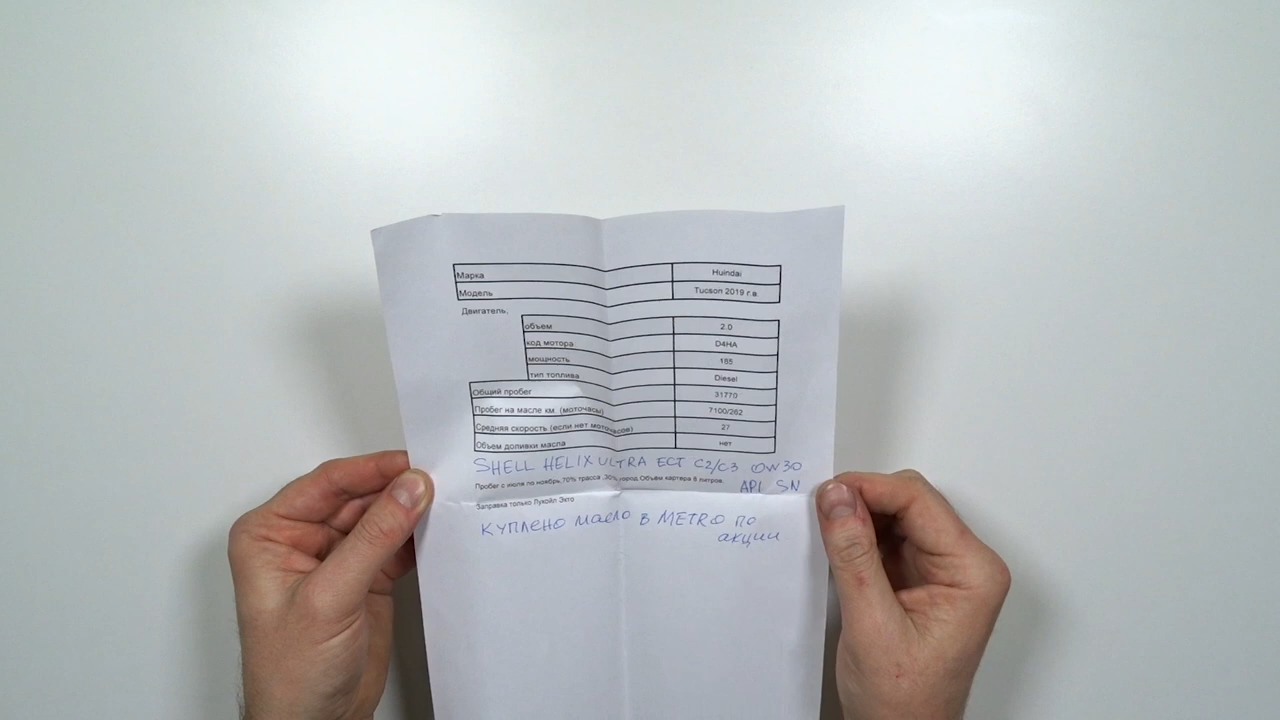 Марка Huindai
Модель Tucson 2019 г.в.
Двигатель.
объем 2.0
код мотора D4HA
мощность 185
тип топлива Diesel
Общий пробег 31770
Пробег на масле км. (моточасы) 7100/262
Средняя скорость (если нет моточасов) 27
Объем доливки масла нет
SHELL HELIX ULTRA ECT C2/C3 0W30
Пробег с июля по ноябрь,70% трасса ,30% город.Объём картера 8 литров.
API SN
Заправка только Лукойл Экто
КУПЛЕНО МАСЛО В METRO ПО
акции